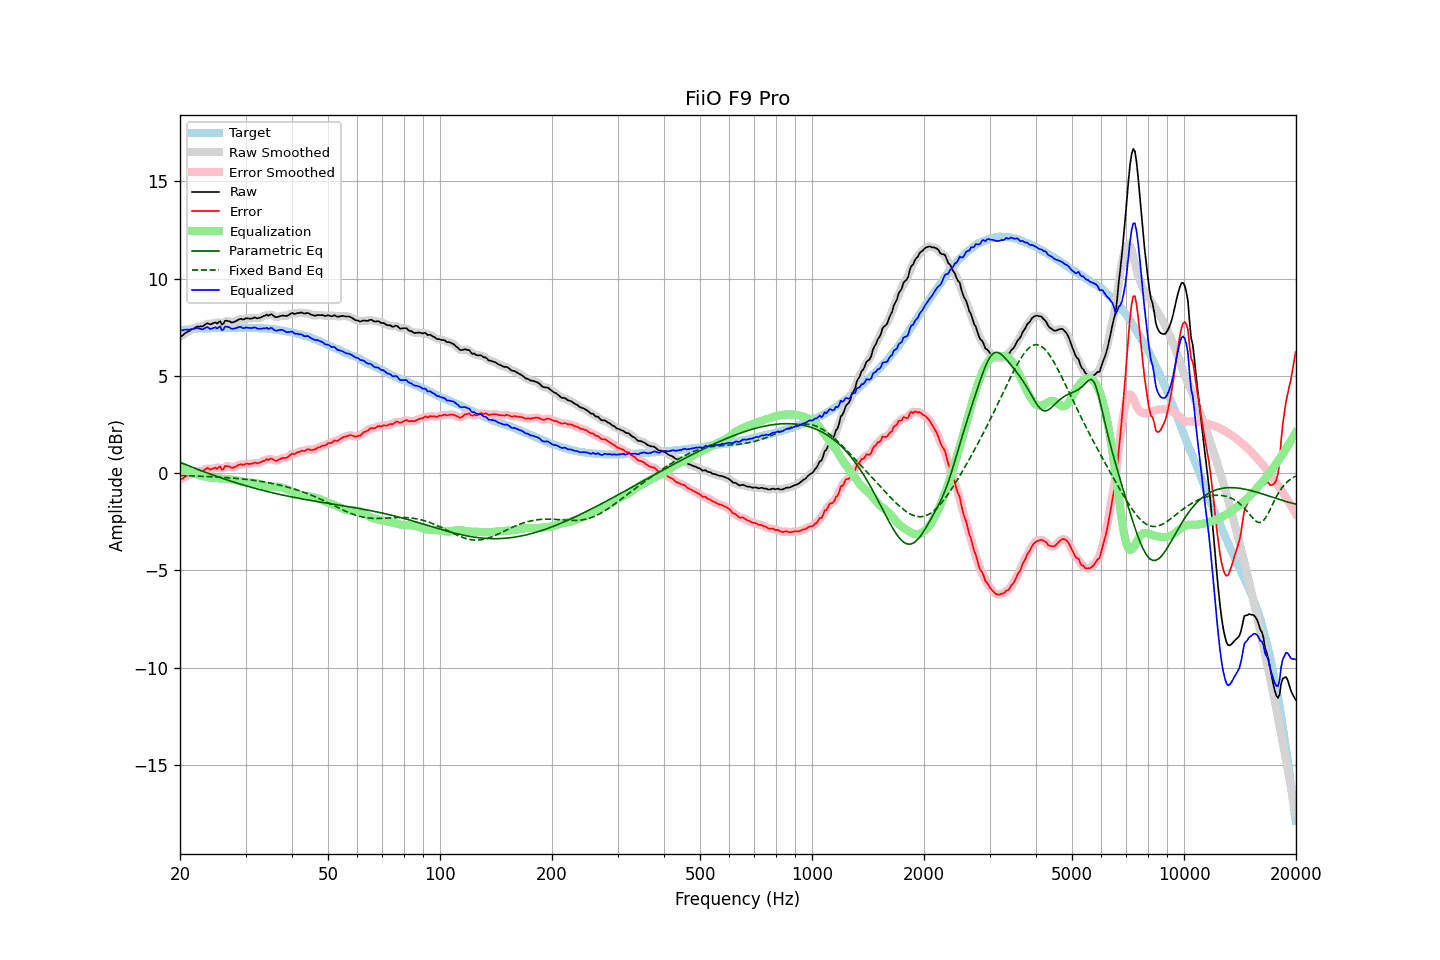 FiiO F9 Pro
Target
Raw Smoothed
Error Smoothed
Raw
Error
Equalization
Parametric Eq
Fixed Band Eq
Equalized
Amplitude (dBr)
15
10
5
0
−5
−10
−15
20
50
100
200
500
1000
2000
5000
10000
20000
Frequency (Hz)